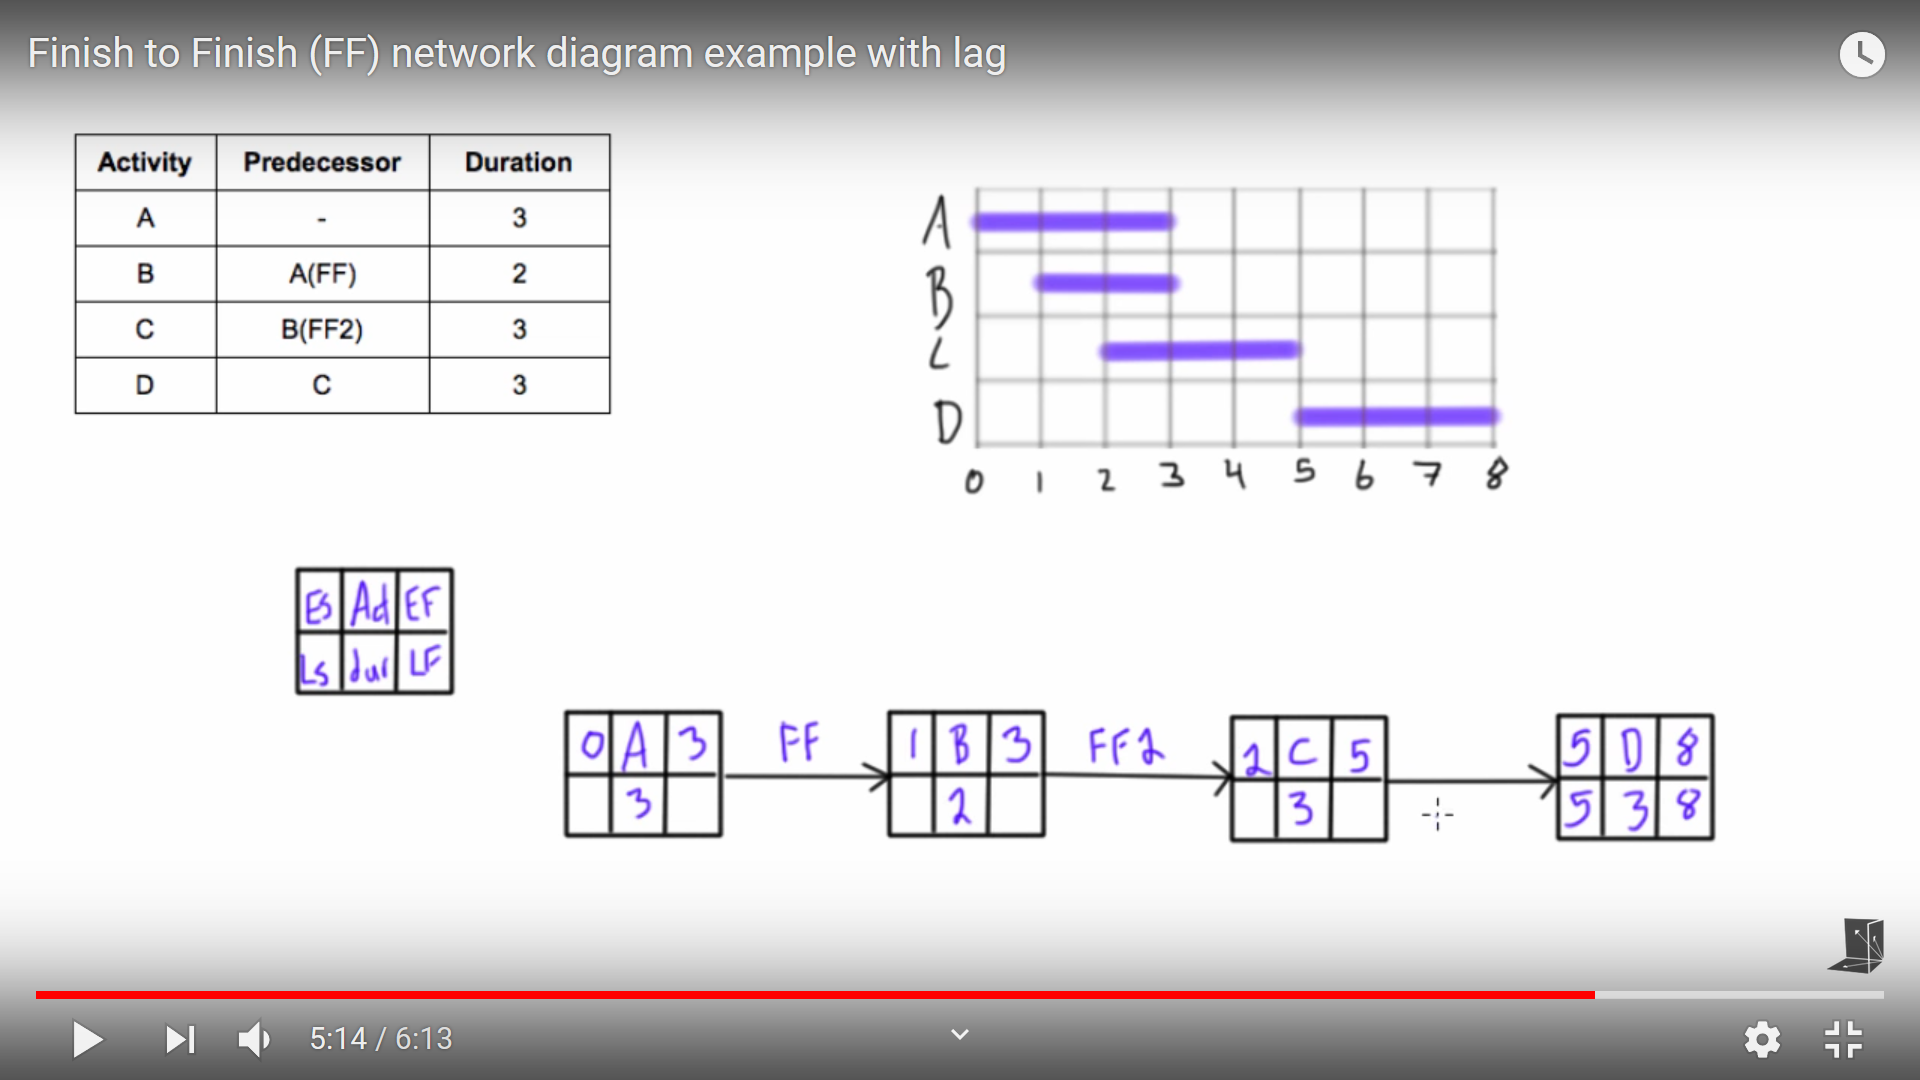 Finish to Finish (FF) network diagram example with lag
Activity Predecessor Duration
A - 3
B A(FF) 2
C B(FF2) 3
D C 3
A
B
C
D
0 1 2 3 4 5 6 7 8
ES Ad EF
LS dur LF
0 A 3 FF 1 B 3 FF2 2 C 5 5 D 8
3 2 3 5 3 8
5:14 / 6:13